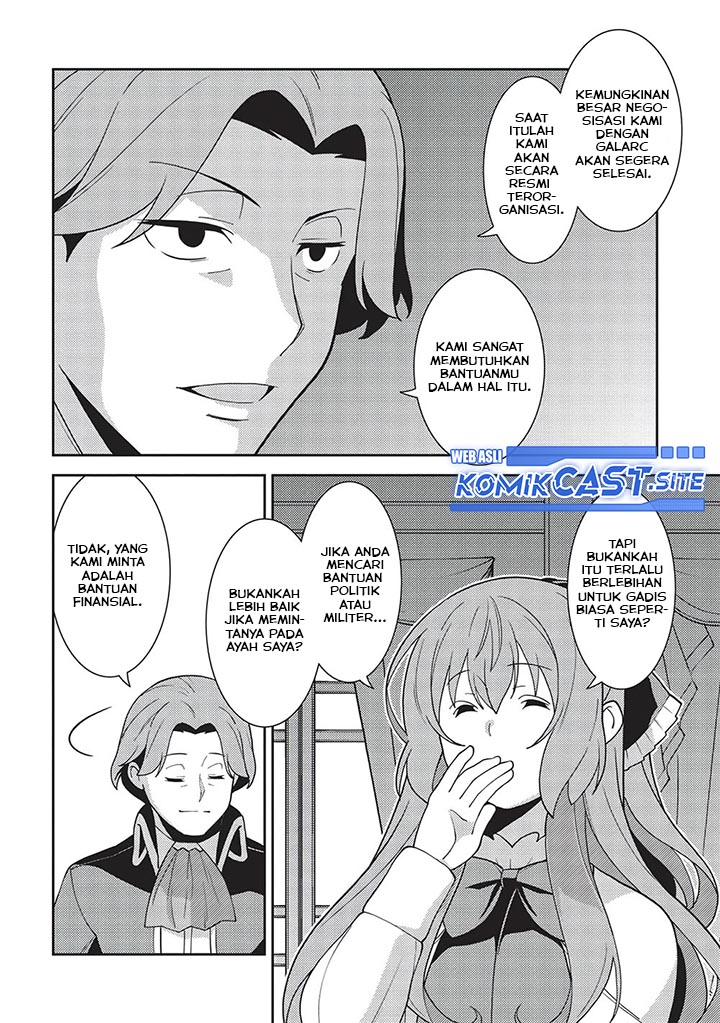 KEMUNGKINAN
BESAR NEGO-
SISASI KAMI
DENGAN
GALARC
AKAN SEGERA
SELESAI.
SAAT
ITULAH
KAMI
AKAN
SECARA
RESMI
TEROR-
GANISASI.
KAMI SANGAT
MEMBUTUHKAN
BANTUANMU
DALAM HAL ITU.
WEB ASLI
KOMIKCAST.SITE
TAPI
BUKANKAH
ITU TERLALU
BERLEBIHAN
UNTUK GADIS
BIASA SEPER-
TI SAYA?
JIKA ANDA
MENCARI
BANTUAN
POLITIK
ATAU
MILITER...
BUKANKAH
LEBIH BAIK
JIKA MEMIN-
TANYA PADA
AYAH SAYA?
TIDAK, YANG
KAMI MINTA
ADALAH
BANTUAN
FINANSIAL.